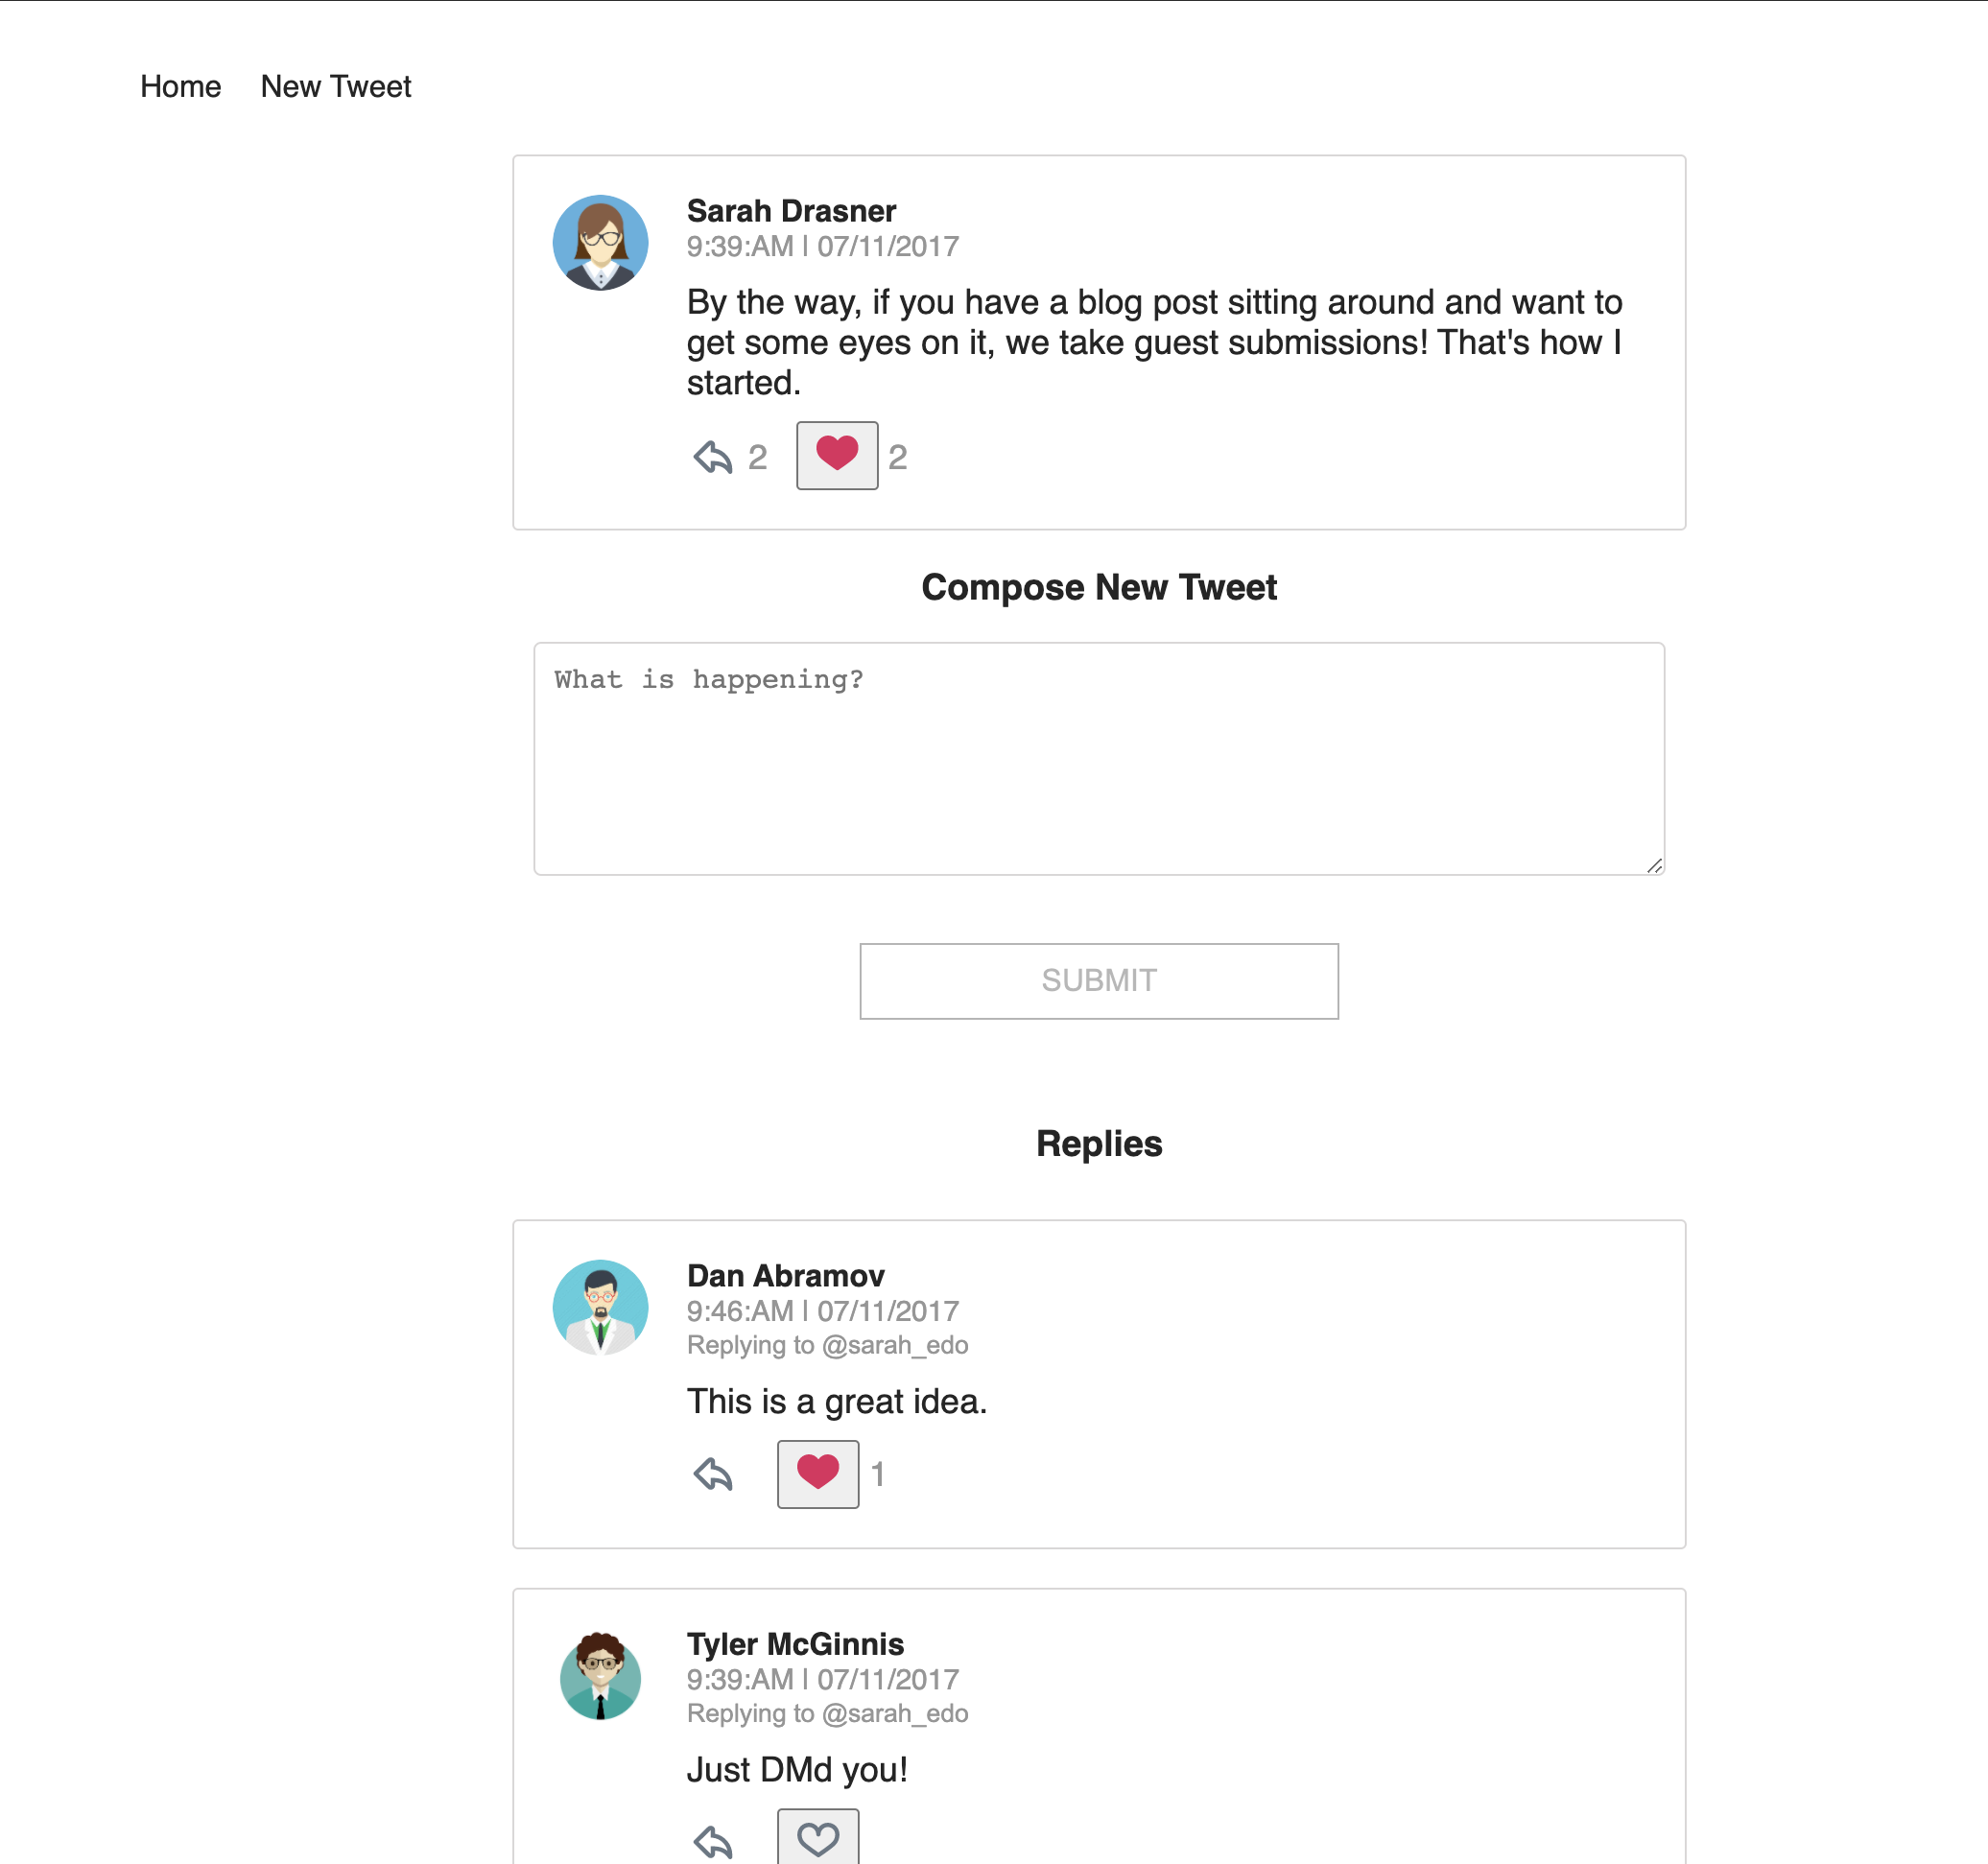 Home New Tweet
Sarah Drasner
9:39:AM | 07/11/2017
By the way, if you have a blog post sitting around and want to
get some eyes on it, we take guest submissions! That's how I
started.
2 2
Compose New Tweet
What is happening?
SUBMIT
Replies
Dan Abramov
9:46:AM | 07/11/2017
Replying to @sarah_edo
This is a great idea.
1
Tyler McGinnis
9:39:AM | 07/11/2017
Replying to @sarah_edo
Just DMd you!